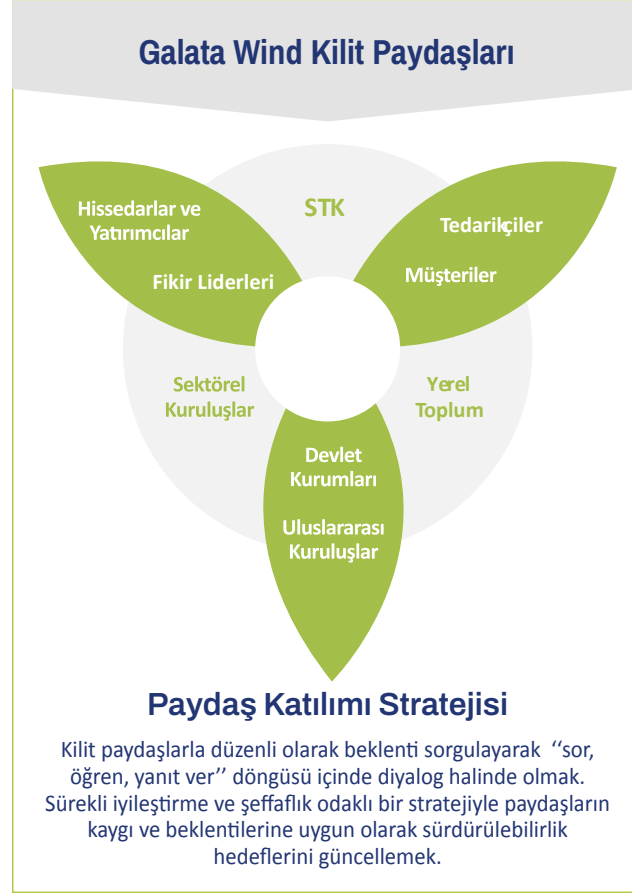 Galata Wind Kilit Paydaşları
STK
Hissedarlar ve
Yatırımcılar
Fikir Liderleri
Tedarikçiler
Müşteriler
Sektörel
Kuruluşlar
Yerel
Toplum
Devlet
Kurumları
Uluslararası
Kuruluşlar
Paydaş Katılımı Stratejisi
Kilit paydaşlarla düzenli olarak beklenti sorgulayarak ‘‘sor,
öğren, yanıt ver’’ döngüsü içinde diyalog halinde olmak.
Sürekli iyileştirme ve şeffaflık odaklı bir stratejiyle paydaşların
kaygı ve beklentilerine uygun olarak sürdürülebilirlik
hedeflerini güncellemek.